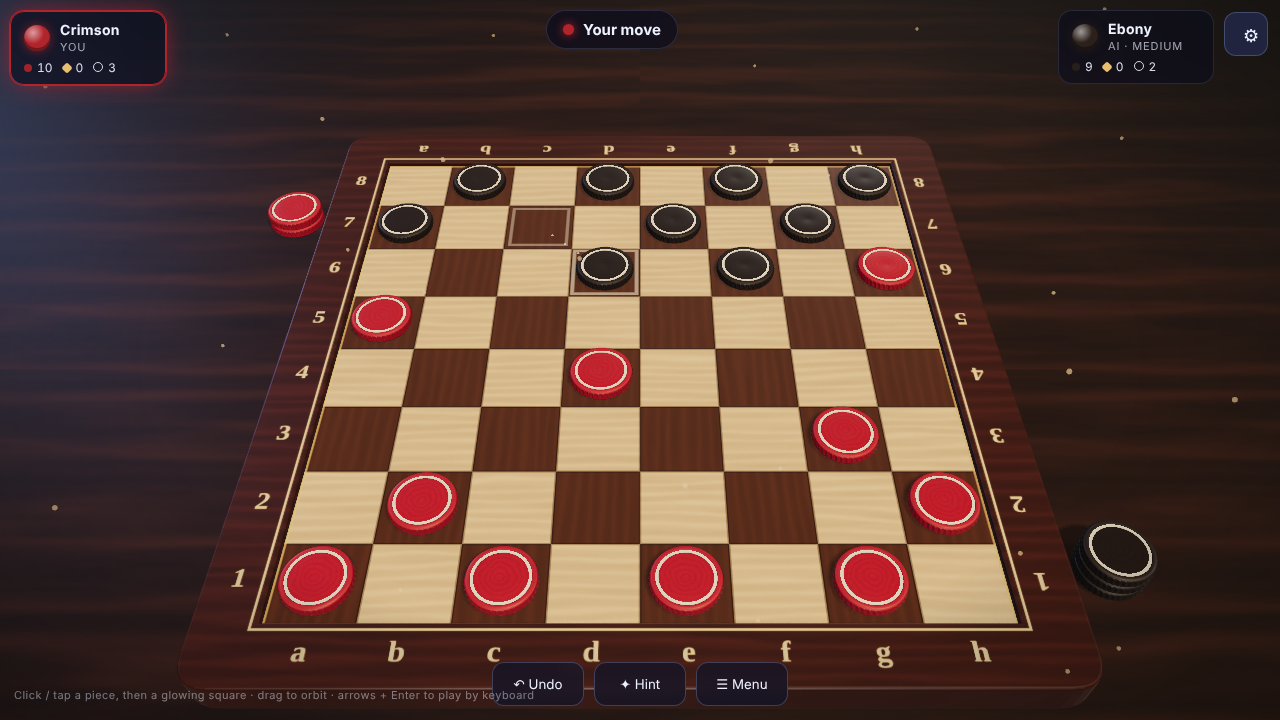 Crimson
YOU
10 0 3
Your move
Ebony
AI · MEDIUM
9 0 2
a b c d e f g h
8 8
7 7
6 6
5 5
4 4
3 3
2 2
1 1
a b c d e f g h
Click / tap a piece, then a glowing square · drag to orbit · arrows + Enter to play by keyboard
↶ Undo
✦ Hint
☰ Menu